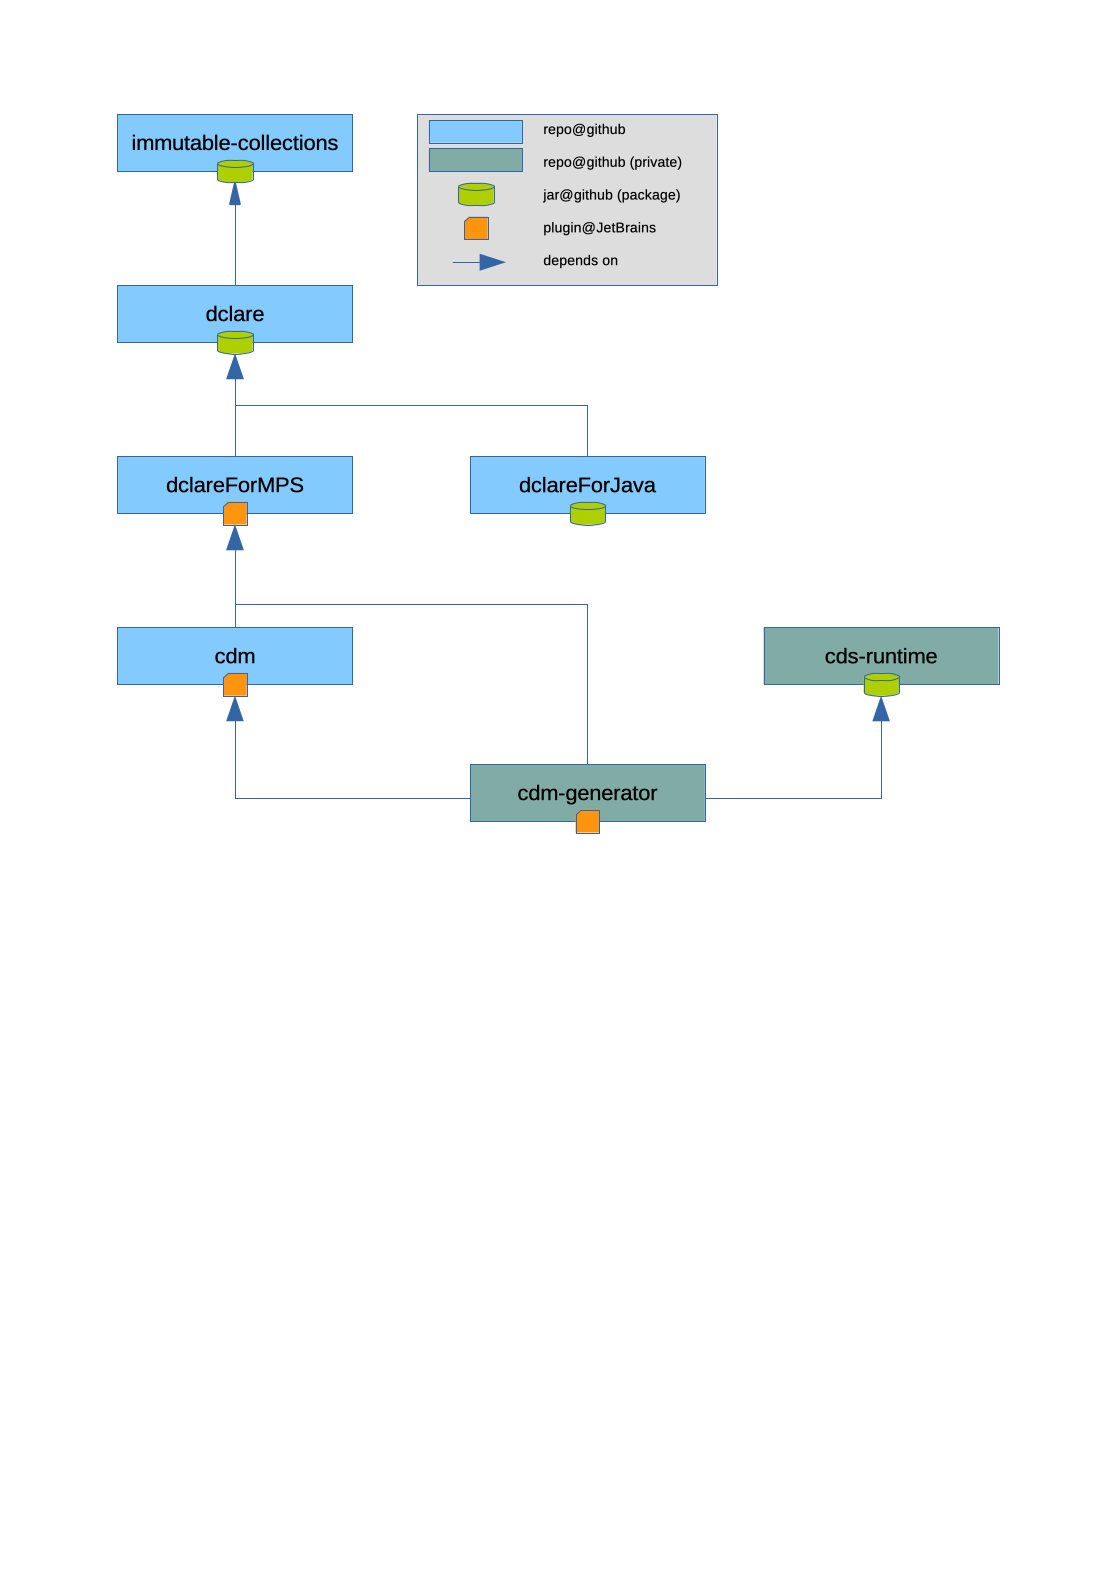 immutable-collections
repo@github
repo@github (private)
jar@github (package)
plugin@JetBrains
depends on
dclare
dclareForMPS
dclareForJava
cdm
cds-runtime
cdm-generator